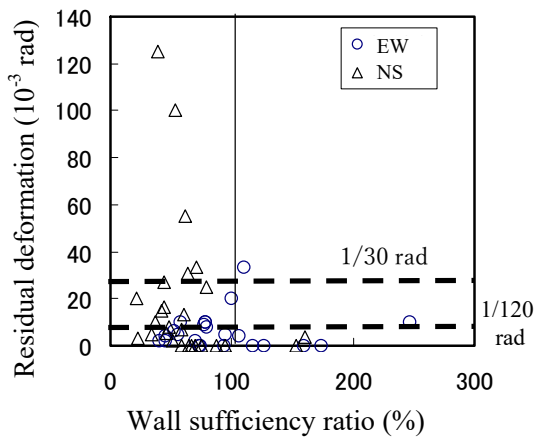 Residual deformation (10⁻³ rad)
140
120
100
80
60
40
20
0
EW
NS
1/30 rad
1/120
rad
0
100
200
300
Wall sufficiency ratio (%)